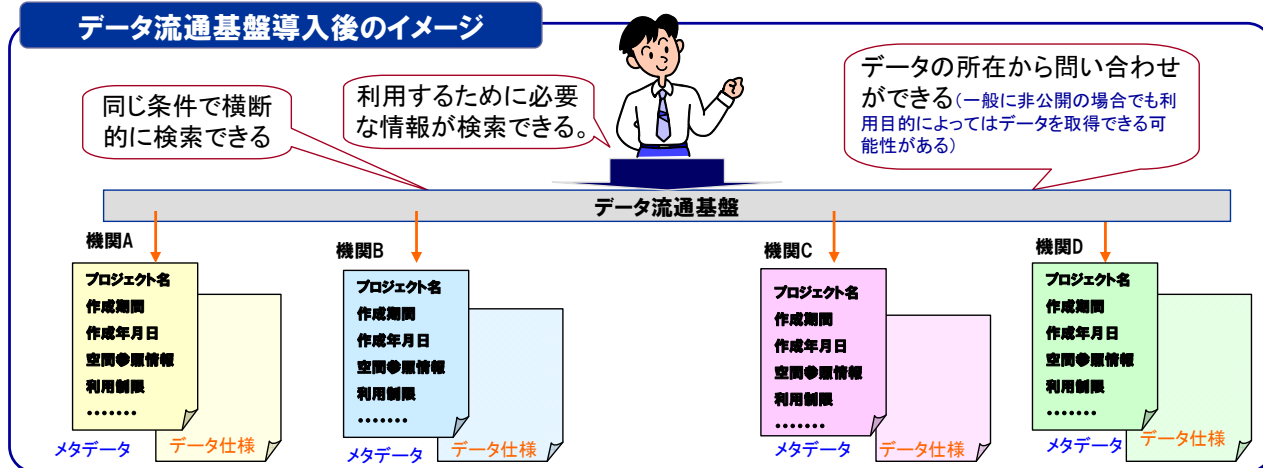 データ流通基盤導入後のイメージ
同じ条件で横断
的に検索できる
利用するために必要
な情報が検索できる。
データの所在から問い合わせ
ができる(一般に非公開の場合でも利
用目的によってはデータを取得できる可
能性がある)
データ流通基盤
機関A
プロジェクト名
作成期間
作成年月日
空間参照情報
利用制限
・・・・・・・
メタデータ
データ仕様
機関B
プロジェクト名
作成期間
作成年月日
空間参照情報
利用制限
・・・・・・・
メタデータ
データ仕様
機関C
プロジェクト名
作成期間
作成年月日
空間参照情報
利用制限
・・・・・・・
メタデータ
データ仕様
機関D
プロジェクト名
作成期間
作成年月日
空間参照情報
利用制限
・・・・・・・
メタデータ
データ仕様